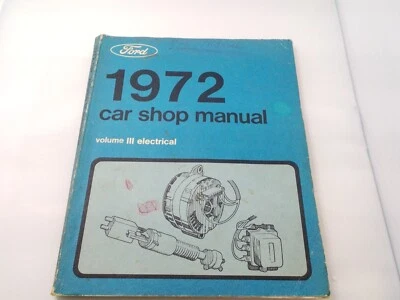 Ford
1972
car shop manual
volume III electrical